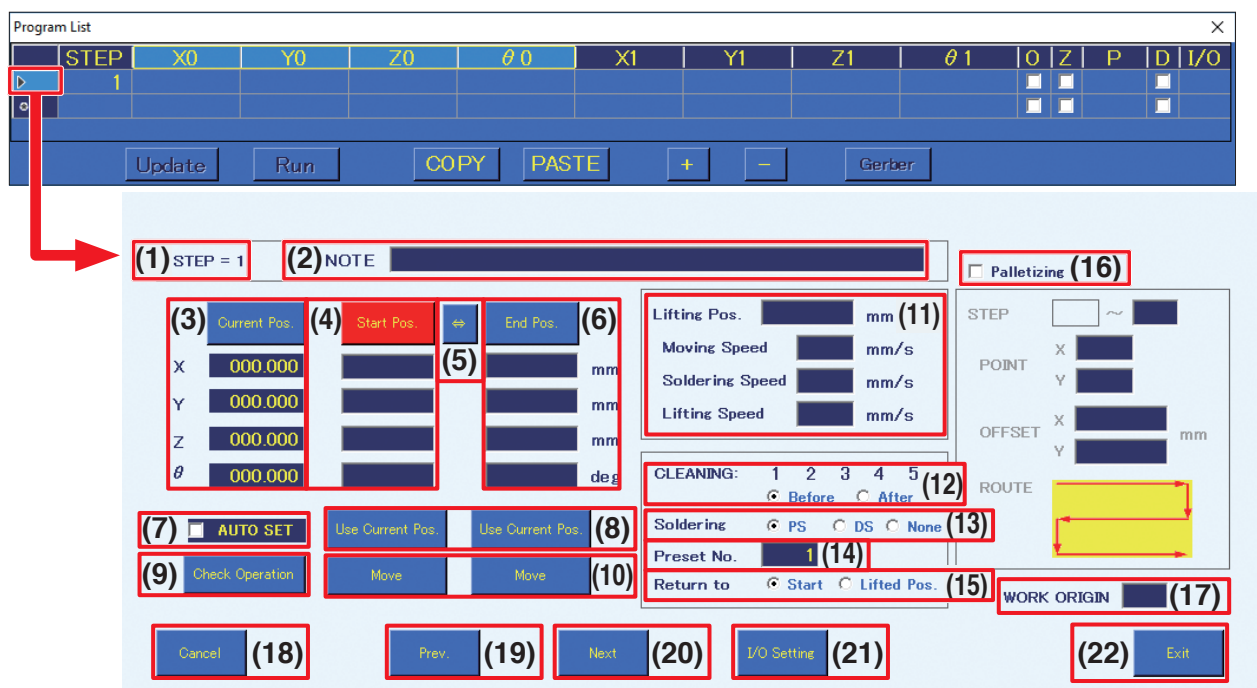 Program List ×
STEP X0 Y0 Z0 θ0 X1 Y1 Z1 θ1 O Z P D I/O
1
Update Run COPY PASTE + - Gerber
(1) STEP = 1 (2) NOTE
Palletizing (16)
(3) Current Pos. (4) Start Pos. ⇔ End Pos. (6)
(5)
X 000.000 mm
Y 000.000 mm
Z 000.000 mm
θ 000.000 deg
Lifting Pos. mm (11)
Moving Speed mm/s
Soldering Speed mm/s
Lifting Speed mm/s
STEP ~
POINT X
Y
OFFSET X
Y mm
ROUTE
(7) AUTO SET Use Current Pos. Use Current Pos. (8)
(9) Check Operation Move Move (10)
CLEANING: 1 2 3 4 5 (12)
Before After
Soldering PS DS None (13)
Preset No. 1 (14)
Return to Start Lifted Pos. (15)
WORK ORIGIN (17)
Cancel (18) Prev. (19) Next (20) I/O Setting (21) (22) Exit